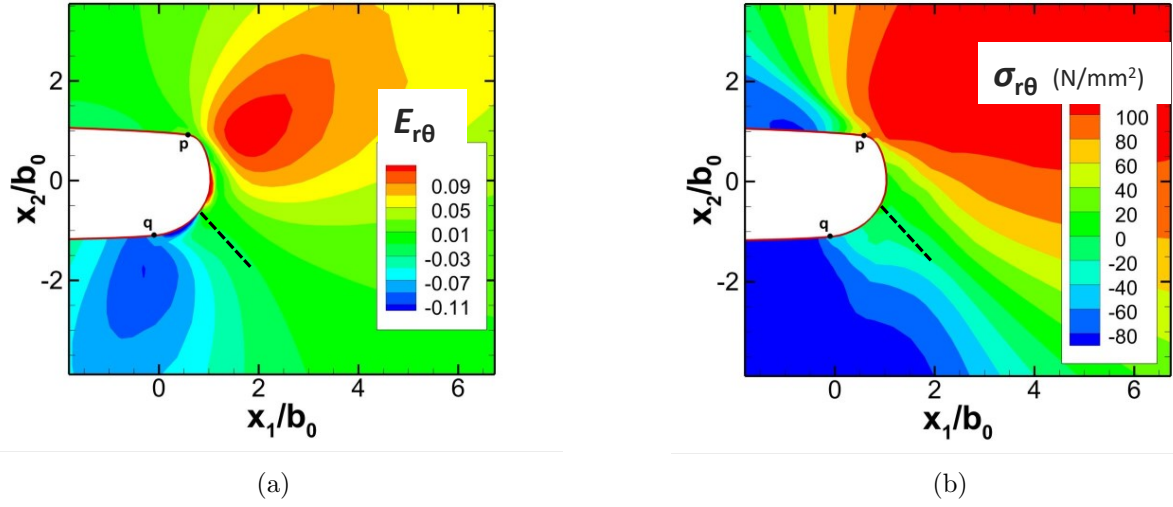 E_rθ
0.09
0.05
0.01
-0.03
-0.07
-0.11
2
0
-2
x₂/b₀
p
q
0 2 4 6
x₁/b₀
(a)
σ_rθ (N/mm²)
100
80
60
40
20
0
-20
-40
-60
-80
2
0
-2
x₂/b₀
p
q
0 2 4 6
x₁/b₀
(b)